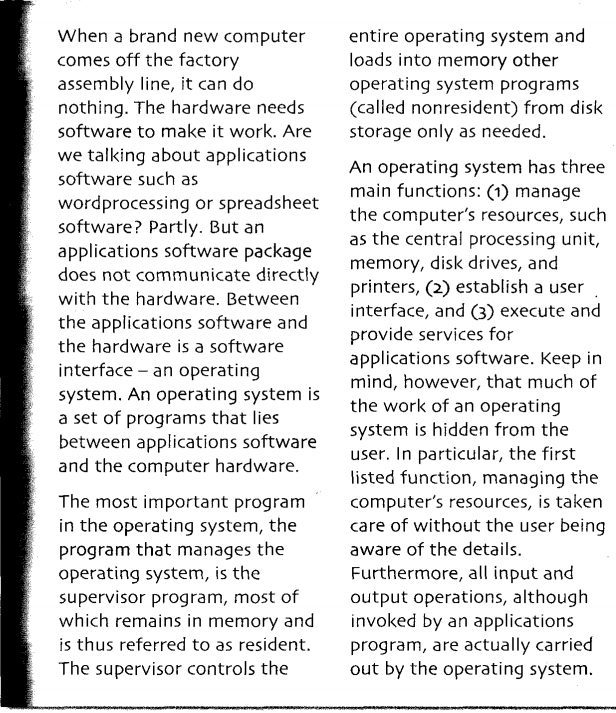 When a brand new computer
comes off the factory
assembly line, it can do
nothing. The hardware needs
software to make it work. Are
we talking about applications
software such as
wordprocessing or spreadsheet
software? Partly. But an
applications software package
does not communicate directly
with the hardware. Between
the applications software and
the hardware is a software
interface – an operating
system. An operating system is
a set of programs that lies
between applications software
and the computer hardware.
The most important program
in the operating system, the
program that manages the
operating system, is the
supervisor program, most of
which remains in memory and
is thus referred to as resident.
The supervisor controls the
entire operating system and
loads into memory other
operating system programs
(called nonresident) from disk
storage only as needed.
An operating system has three
main functions: (1) manage
the computer's resources, such
as the central processing unit,
memory, disk drives, and
printers, (2) establish a user
interface, and (3) execute and
provide services for
applications software. Keep in
mind, however, that much of
the work of an operating
system is hidden from the
user. In particular, the first
listed function, managing the
computer's resources, is taken
care of without the user being
aware of the details.
Furthermore, all input and
output operations, although
invoked by an applications
program, are actually carried
out by the operating system.